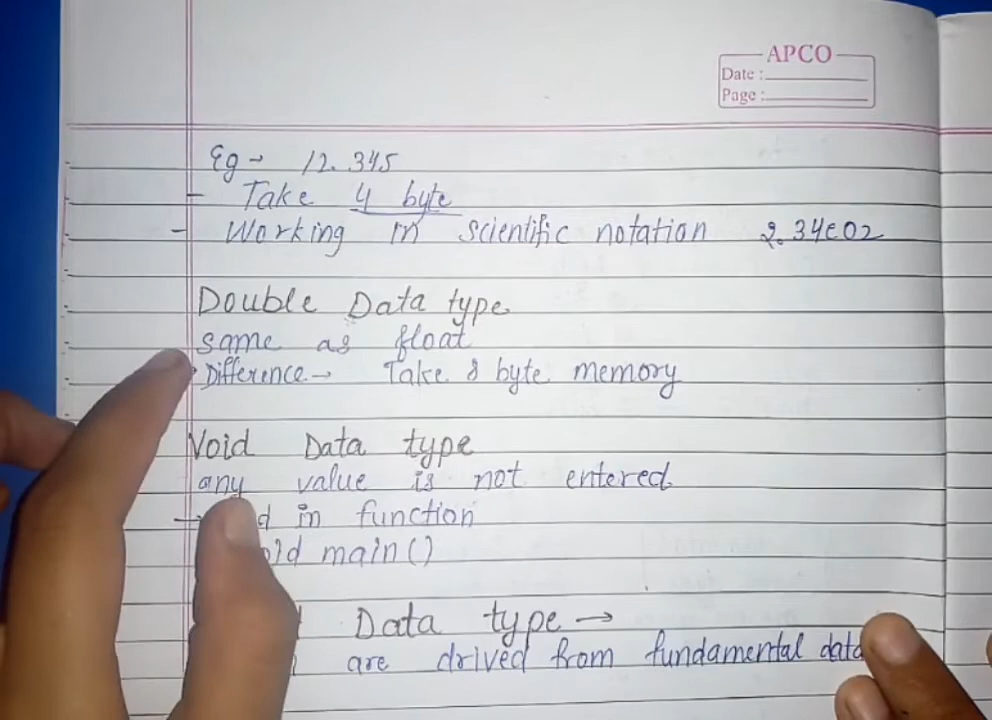 APCO
Date :
Page :
Eg → 12.345
- Take 4 byte
- Working in scientific notation 2.34e02
Double Data type
same as float
Difference → Take 8 byte memory
Void Data type
any value is not entered
in function
main()
Data type →
are drived from fundamental data